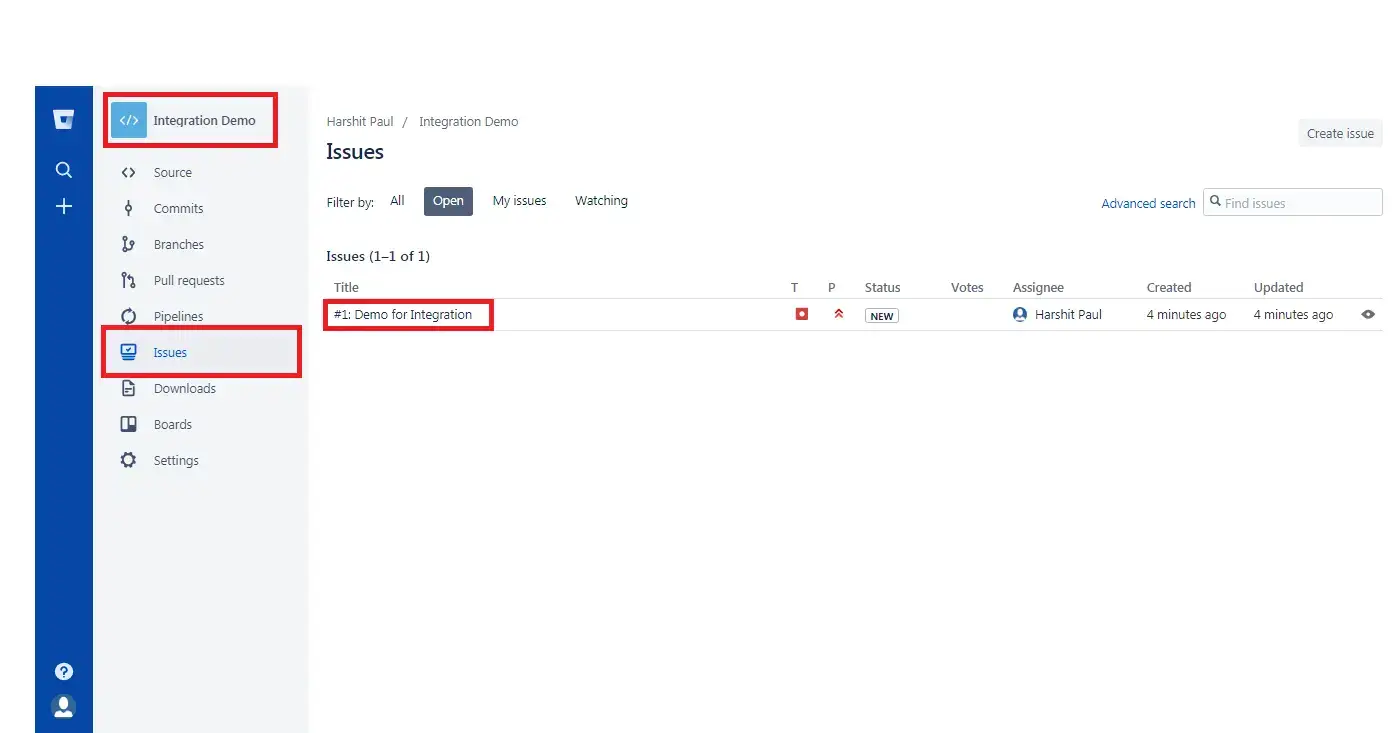 Integration Demo
Source
Commits
Branches
Pull requests
Pipelines
Issues
Downloads
Boards
Settings
Harshit Paul / Integration Demo
Create issue
Issues
Filter by: All Open My issues Watching
Advanced search Find issues
Issues (1–1 of 1)
Title T P Status Votes Assignee Created Updated
#1: Demo for Integration NEW Harshit Paul 4 minutes ago 4 minutes ago